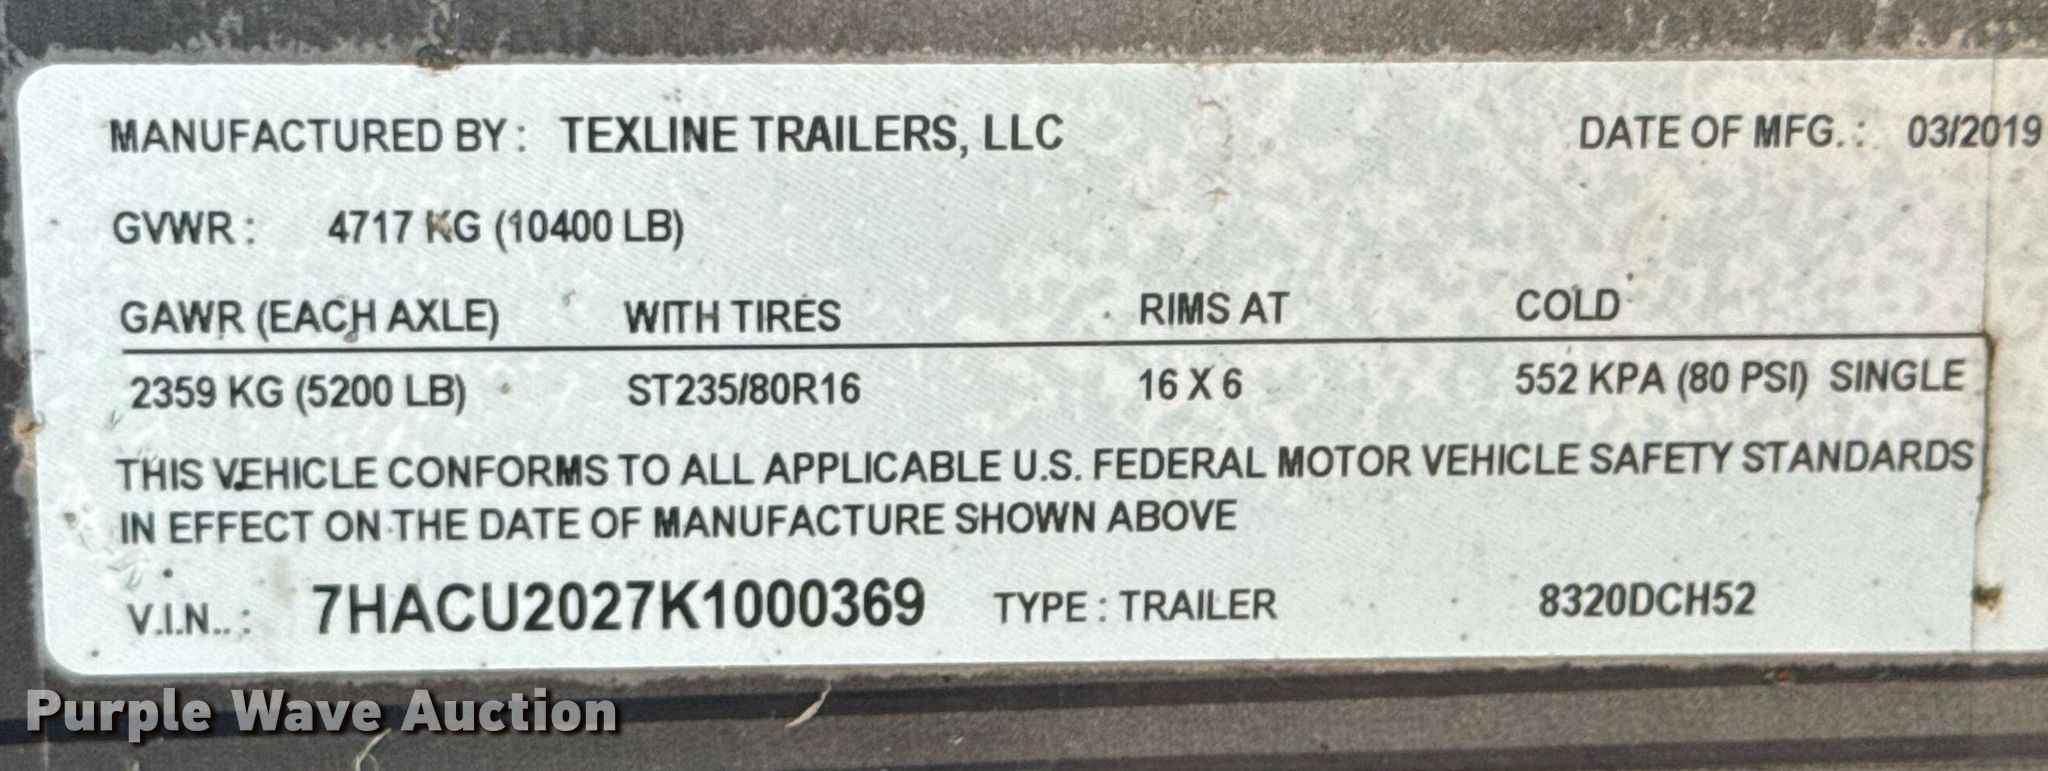 MANUFACTURED BY: TEXLINE TRAILERS, LLC DATE OF MFG.: 03/2019
GVWR: 4717 KG (10400 LB)
GAWR (EACH AXLE) WITH TIRES RIMS AT COLD
2359 KG (5200 LB) ST235/80R16 16 X 6 552 KPA (80 PSI) SINGLE
THIS VEHICLE CONFORMS TO ALL APPLICABLE U.S. FEDERAL MOTOR VEHICLE SAFETY STANDARDS
IN EFFECT ON THE DATE OF MANUFACTURE SHOWN ABOVE
V.I.N..: 7HACU2027K1000369 TYPE: TRAILER 8320DCH52
Purple Wave Auction